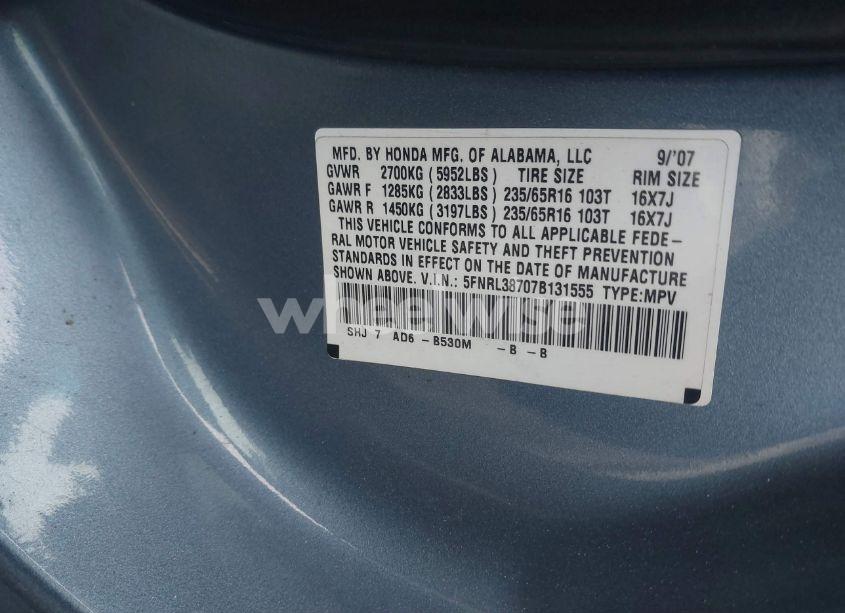 MFD. BY HONDA MFG. OF ALABAMA, LLC 9/'07
GVWR 2700KG (5952LBS) TIRE SIZE RIM SIZE
GAWR F 1285KG (2833LBS) 235/65R16 103T 16X7J
GAWR R 1450KG (3197LBS) 235/65R16 103T 16X7J
THIS VEHICLE CONFORMS TO ALL APPLICABLE FEDE-
RAL MOTOR VEHICLE SAFETY AND THEFT PREVENTION
STANDARDS IN EFFECT ON THE DATE OF MANUFACTURE
SHOWN ABOVE. V.I.N.: 5FNRL38707B131555 TYPE:MPV
wheelwise
SHJ 7 AD6 - B530M - B - B